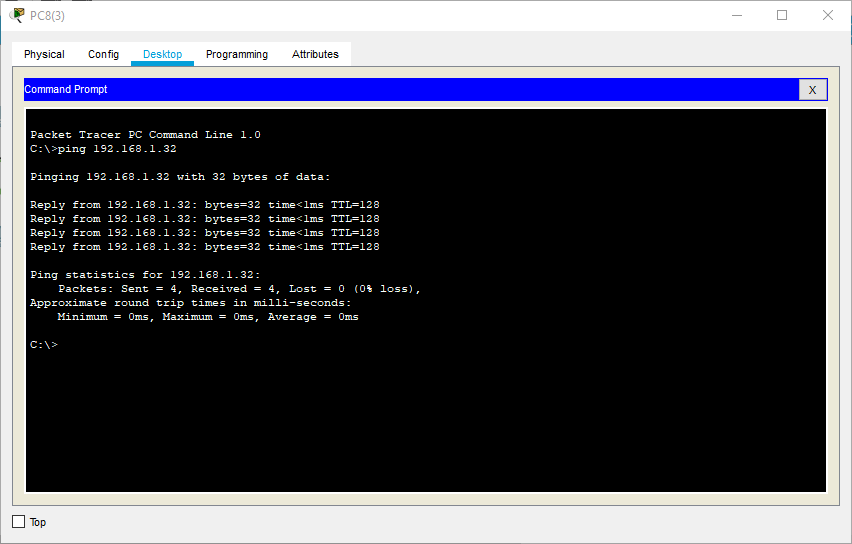 PC8(3)
Physical Config Desktop Programming Attributes
Command Prompt X
Packet Tracer PC Command Line 1.0
C:\>ping 192.168.1.32
Pinging 192.168.1.32 with 32 bytes of data:
Reply from 192.168.1.32: bytes=32 time<1ms TTL=128
Reply from 192.168.1.32: bytes=32 time<1ms TTL=128
Reply from 192.168.1.32: bytes=32 time<1ms TTL=128
Reply from 192.168.1.32: bytes=32 time<1ms TTL=128
Ping statistics for 192.168.1.32:
Packets: Sent = 4, Received = 4, Lost = 0 (0% loss),
Approximate round trip times in milli-seconds:
Minimum = 0ms, Maximum = 0ms, Average = 0ms
C:\>
Top